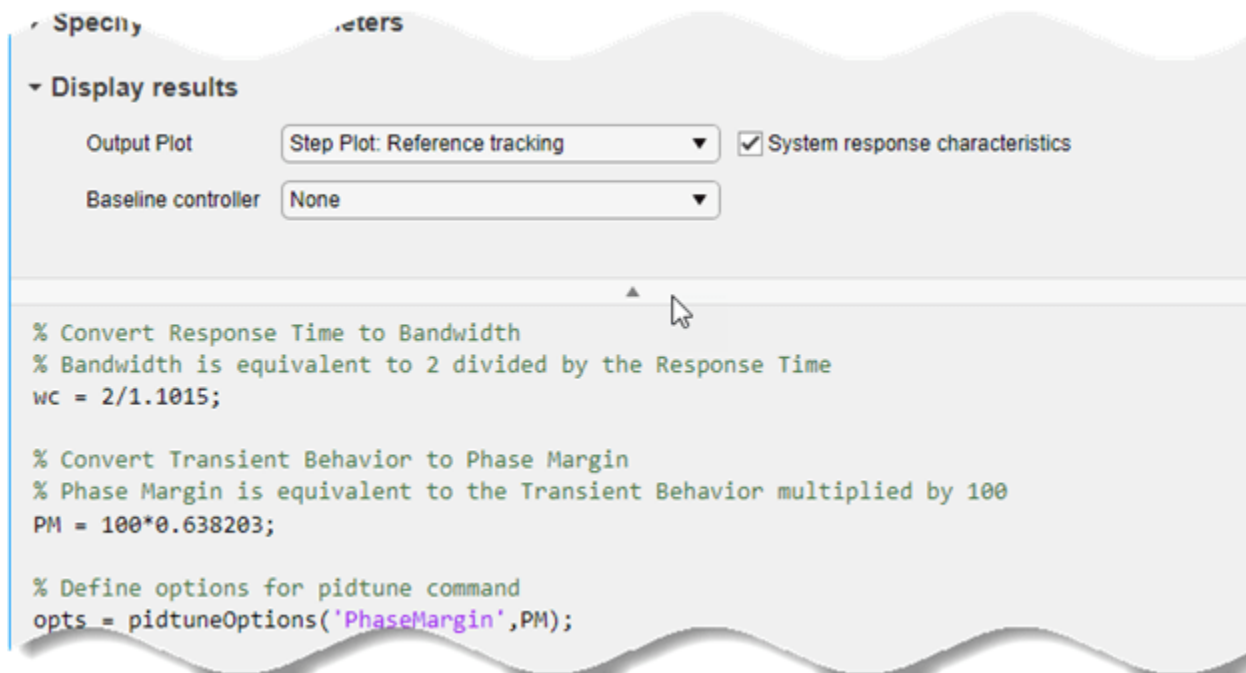 Display results
Output Plot Step Plot: Reference tracking System response characteristics
Baseline controller None
% Convert Response Time to Bandwidth
% Bandwidth is equivalent to 2 divided by the Response Time
wc = 2/1.1015;
% Convert Transient Behavior to Phase Margin
% Phase Margin is equivalent to the Transient Behavior multiplied by 100
PM = 100*0.638203;
% Define options for pidtune command
opts = pidtuneOptions('PhaseMargin',PM);